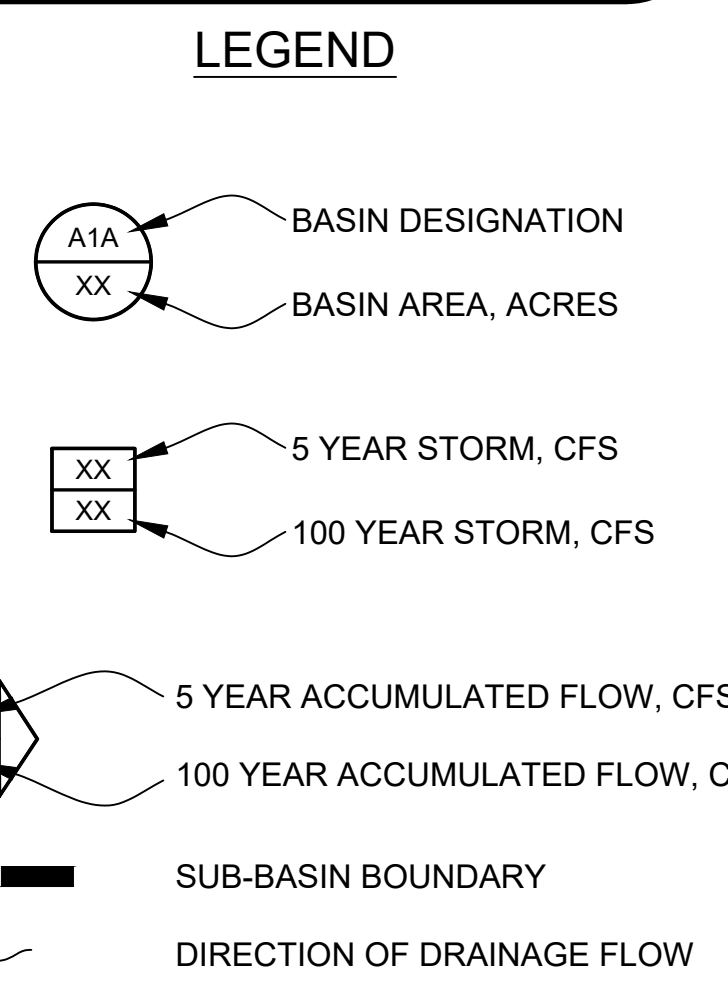 LEGEND
A1A
XX
BASIN DESIGNATION
BASIN AREA, ACRES
XX
XX
5 YEAR STORM, CFS
100 YEAR STORM, CFS
5 YEAR ACCUMULATED FLOW, CFS
100 YEAR ACCUMULATED FLOW, C
SUB-BASIN BOUNDARY
DIRECTION OF DRAINAGE FLOW